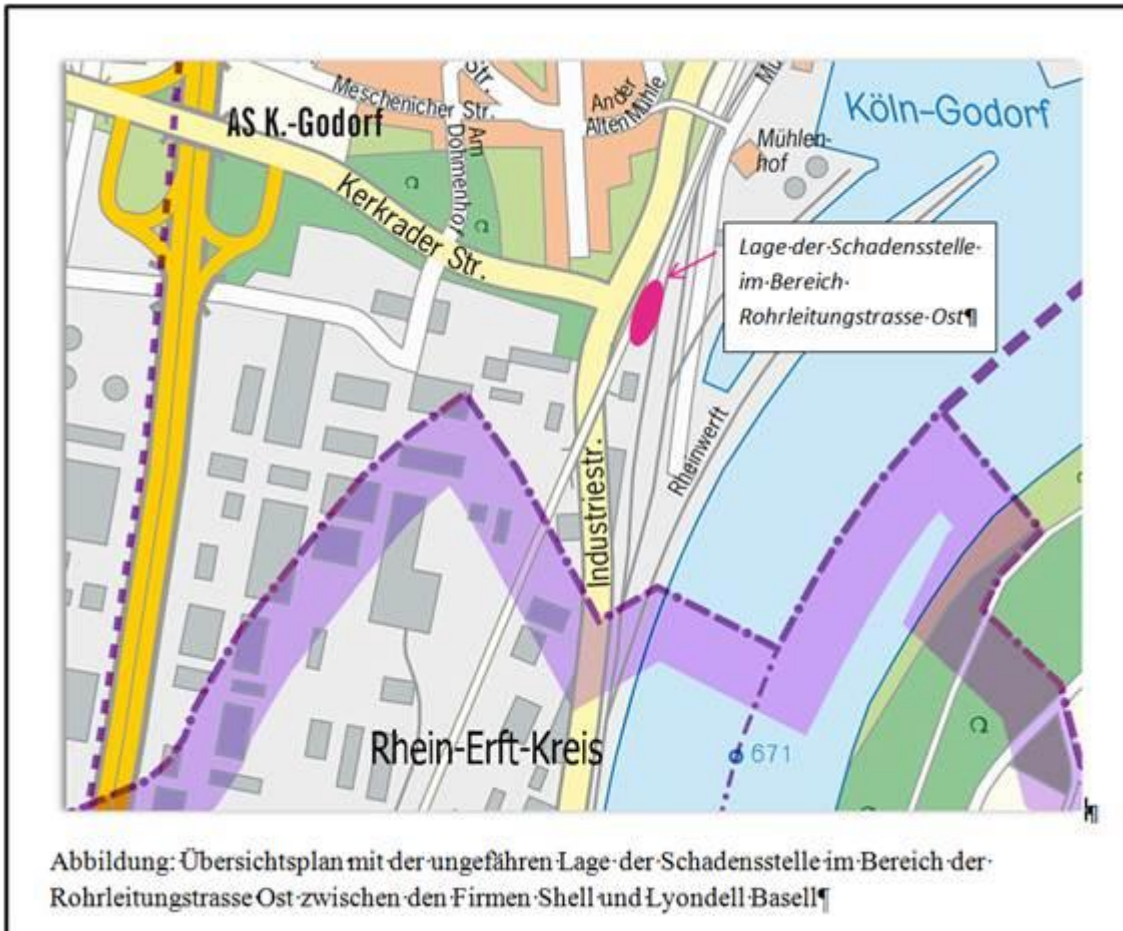 Meschenicher Str.
Str.
AS K.-Godorf
Am Dohmenhof
An der
Alten Mühle
Mühlen-
hof
Köln-Godorf
Kerkrader Str.
Lage·der·Schadensstelle·
im·Bereich·
Rohrleitungstrasse·Ost¶
Rheinwerft
Industriestr.
Rhein-Erft-Kreis
671
Abbildung:·Übersichtsplan·mit·der·ungefähren·Lage·der·Schadensstelle·im·Bereich·der·
Rohrleitungstrasse·Ost·zwischen·den·Firmen·Shell·und·Lyondell·Basell¶